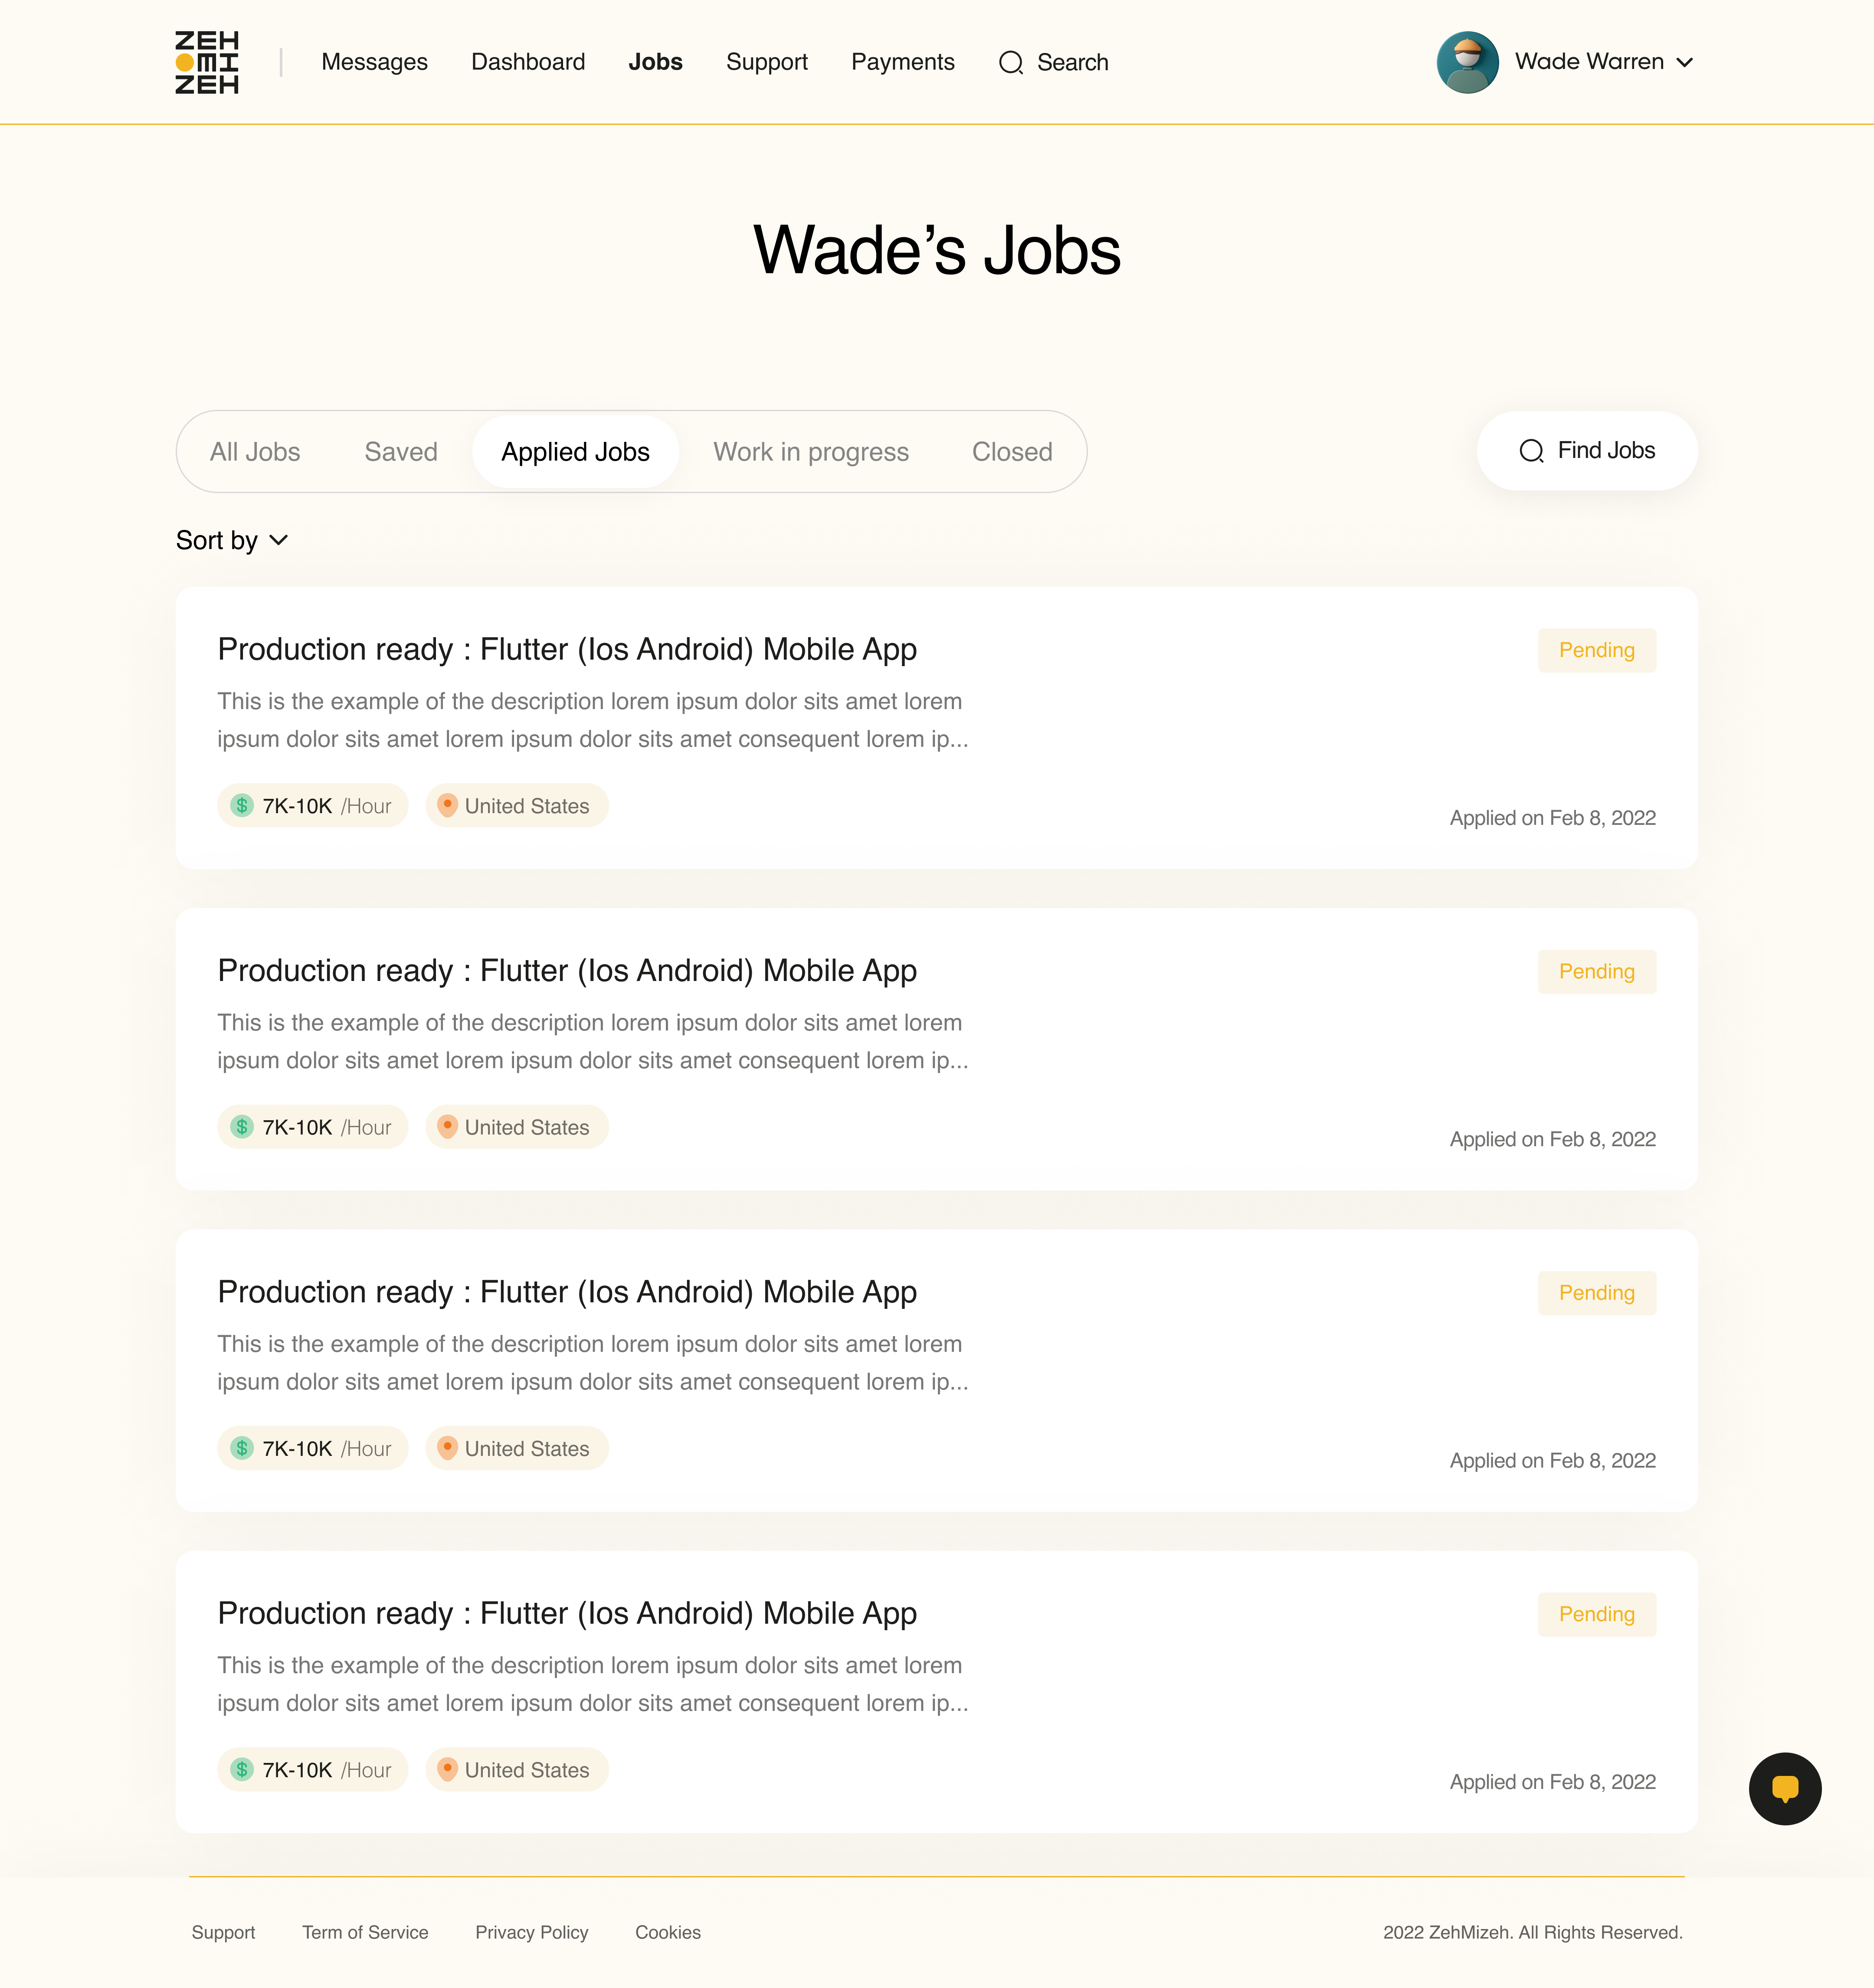 ZEH
MI
ZEH
Messages Dashboard Jobs Support Payments Search
Wade Warren
Wade’s Jobs
All Jobs Saved Applied Jobs Work in progress Closed
Find Jobs
Sort by
Production ready : Flutter (Ios Android) Mobile App
Pending
This is the example of the description lorem ipsum dolor sits amet lorem
ipsum dolor sits amet lorem ipsum dolor sits amet consequent lorem ip...
$ 7K-10K /Hour United States
Applied on Feb 8, 2022
Production ready : Flutter (Ios Android) Mobile App
Pending
This is the example of the description lorem ipsum dolor sits amet lorem
ipsum dolor sits amet lorem ipsum dolor sits amet consequent lorem ip...
$ 7K-10K /Hour United States
Applied on Feb 8, 2022
Production ready : Flutter (Ios Android) Mobile App
Pending
This is the example of the description lorem ipsum dolor sits amet lorem
ipsum dolor sits amet lorem ipsum dolor sits amet consequent lorem ip...
$ 7K-10K /Hour United States
Applied on Feb 8, 2022
Production ready : Flutter (Ios Android) Mobile App
Pending
This is the example of the description lorem ipsum dolor sits amet lorem
ipsum dolor sits amet lorem ipsum dolor sits amet consequent lorem ip...
$ 7K-10K /Hour United States
Applied on Feb 8, 2022
Support Term of Service Privacy Policy Cookies
2022 ZehMizeh. All Rights Reserved.